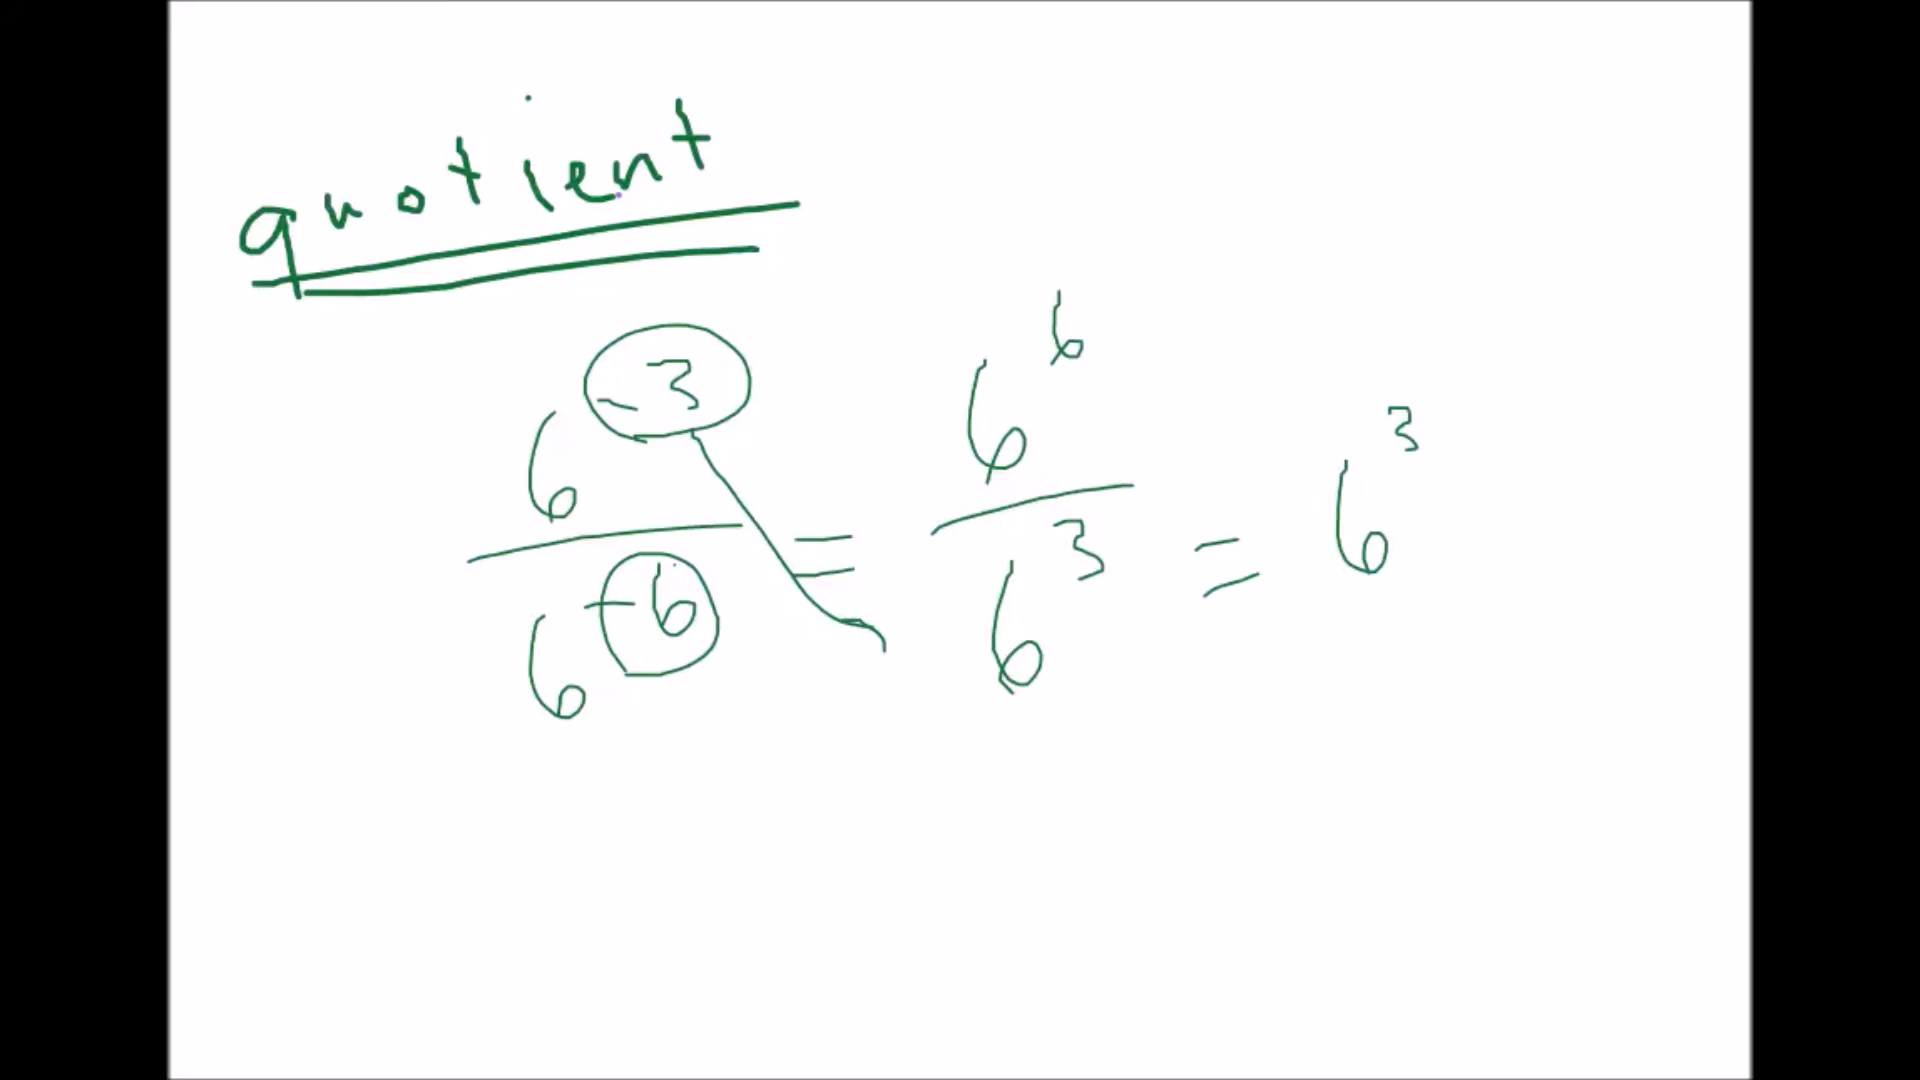 quotient
6^-3 / 6^-6 = 6^6 / 6^3 = 6^3